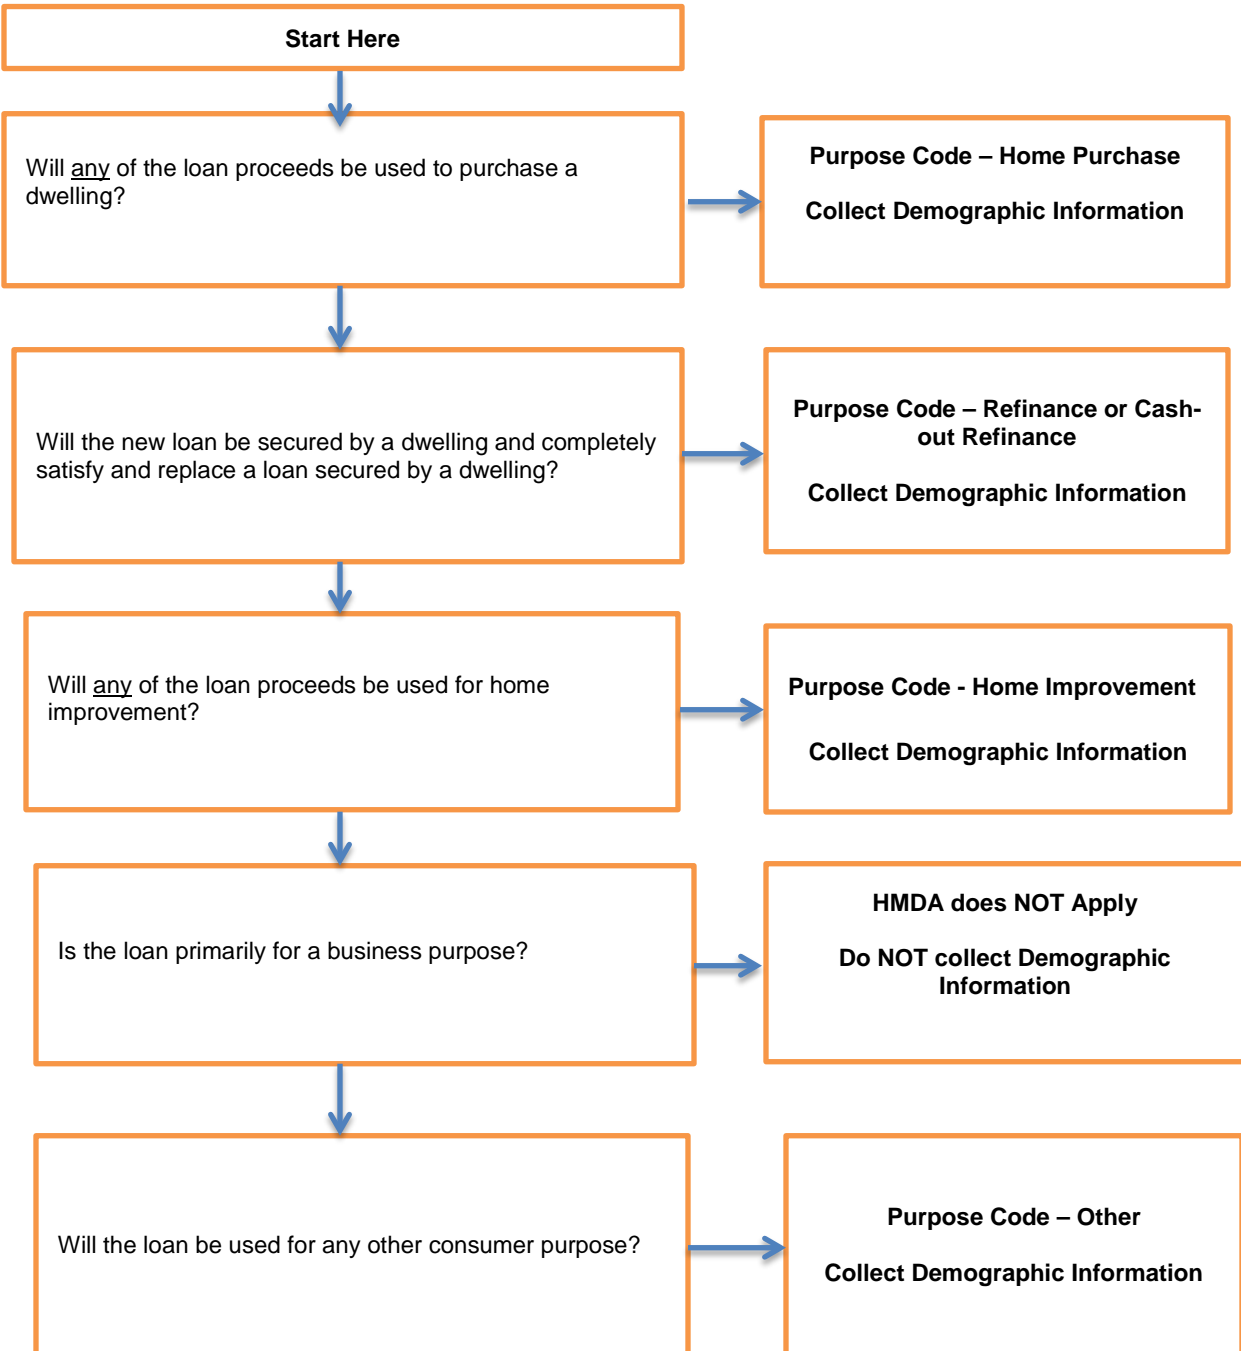 Start Here
Will any of the loan proceeds be used to purchase a
dwelling?
Purpose Code – Home Purchase
Collect Demographic Information
Will the new loan be secured by a dwelling and completely
satisfy and replace a loan secured by a dwelling?
Purpose Code – Refinance or Cash-
out Refinance
Collect Demographic Information
Will any of the loan proceeds be used for home
improvement?
Purpose Code - Home Improvement
Collect Demographic Information
Is the loan primarily for a business purpose?
HMDA does NOT Apply
Do NOT collect Demographic
Information
Will the loan be used for any other consumer purpose?
Purpose Code – Other
Collect Demographic Information